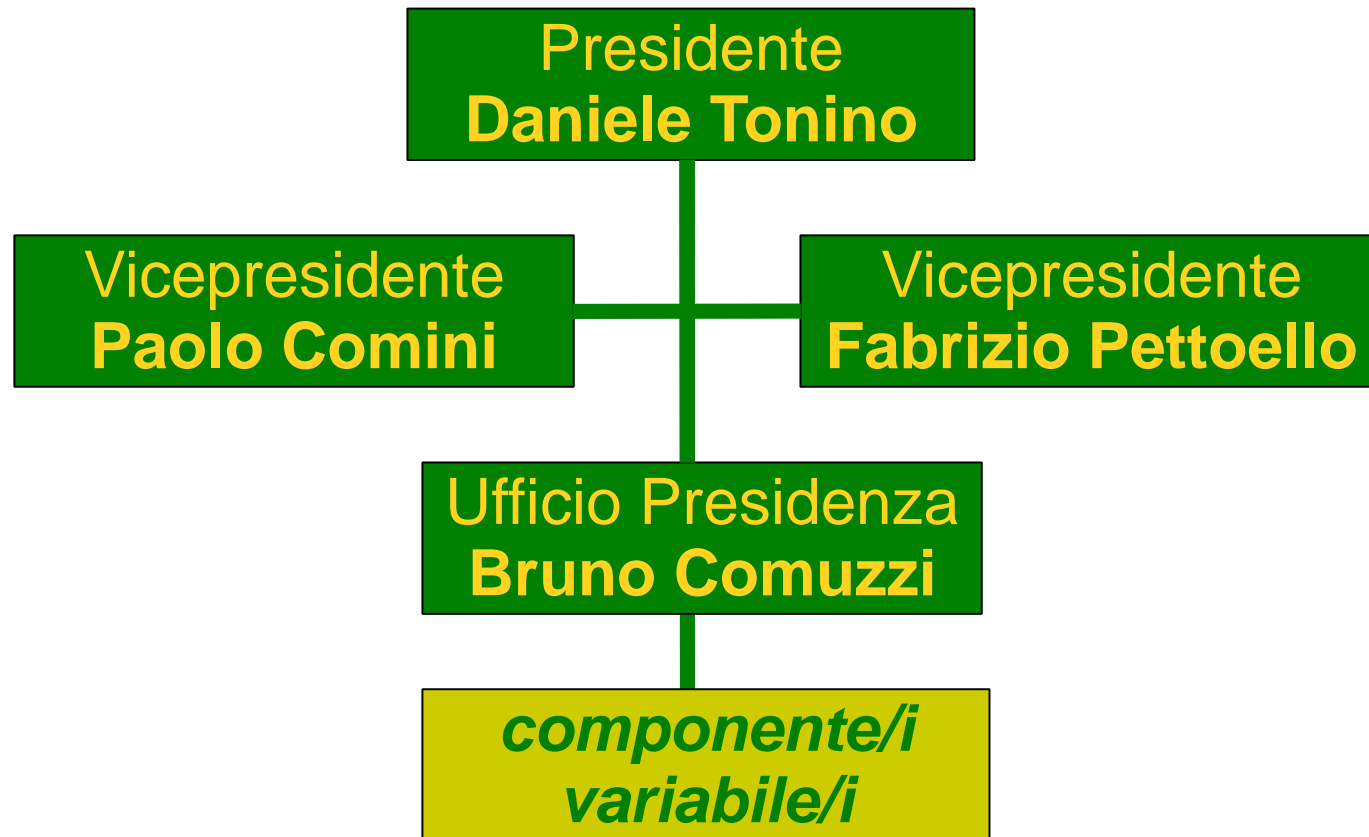 Presidente
Daniele Tonino
Vicepresidente
Paolo Comini
Vicepresidente
Fabrizio Pettoello
Ufficio Presidenza
Bruno Comuzzi
componente/i
variabile/i